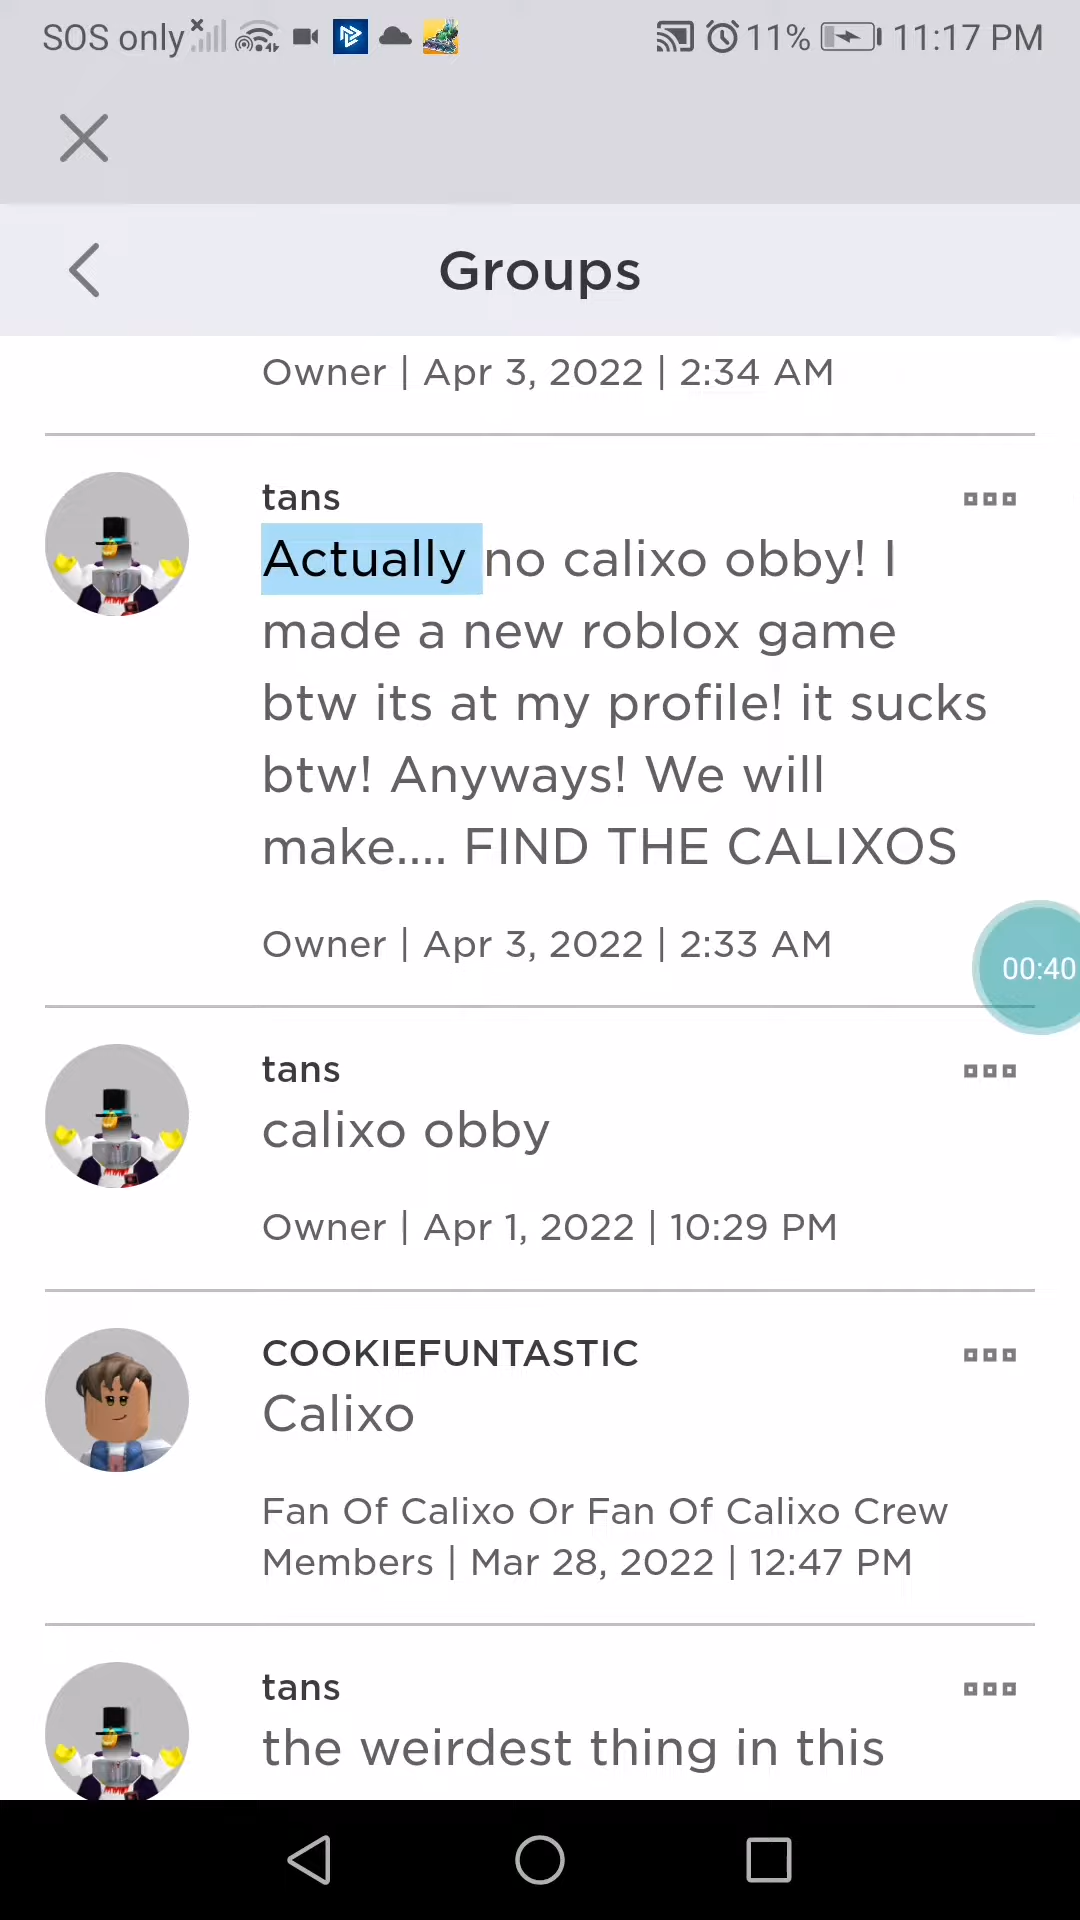 SOS only 11% 11:17 PM
Groups
Owner | Apr 3, 2022 | 2:34 AM
tans
Actually no calixo obby! I
made a new roblox game
btw its at my profile! it sucks
btw! Anyways! We will
make.... FIND THE CALIXOS
Owner | Apr 3, 2022 | 2:33 AM
00:40
tans
calixo obby
Owner | Apr 1, 2022 | 10:29 PM
COOKIEFUNTASTIC
Calixo
Fan Of Calixo Or Fan Of Calixo Crew
Members | Mar 28, 2022 | 12:47 PM
tans
the weirdest thing in this